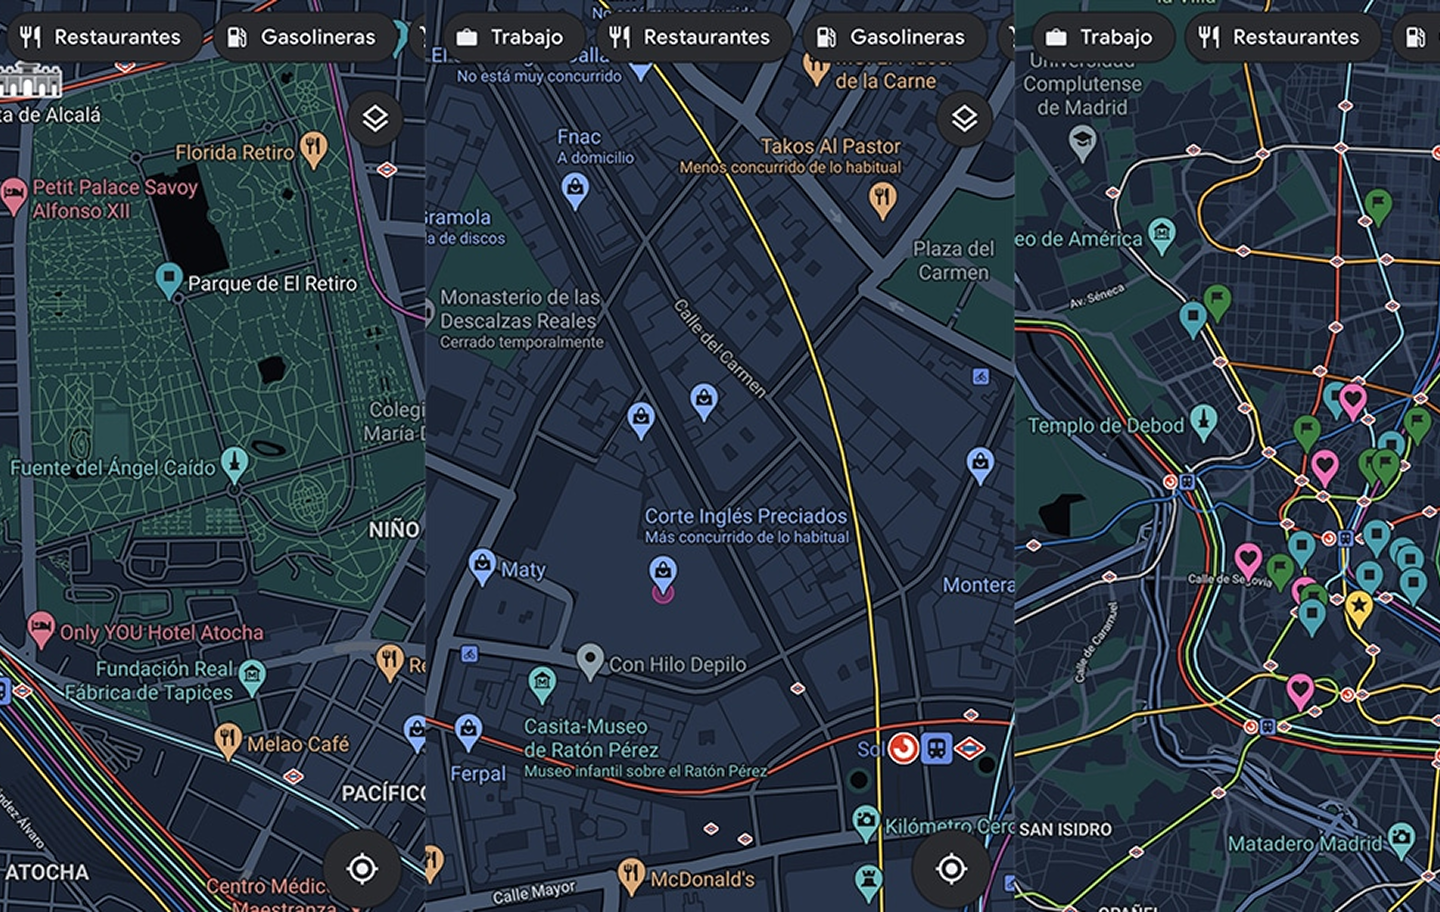 Restaurantes
Gasolineras
de Alcalá
Florida Retiro
Petit Palace Savoy
Alfonso XII
Parque de El Retiro
Colegi
María
Fuente del Ángel Caído
NIÑO
Only YOU Hotel Atocha
Fundación Real
Fábrica de Tapices
Re
Melao Café
PACÍFICO
ATOCHA
Centro Médic
Maestranza
Trabajo
Restaurantes
Gasolineras
No está muy concurrido
de la Carne
Fnac
A domicilio
Takos Al Pastor
Menos concurrido de lo habitual
Gramola
a de discos
Plaza del
Carmen
Monasterio de las
Descalzas Reales
Cerrado temporalmente
Calle del Carmen
Corte Inglés Preciados
Más concurrido de lo habitual
Maty
Montera
Con Hilo Depilo
Casita-Museo
de Ratón Pérez
Museo infantil sobre el Ratón Pérez
Ferpal
Sol
Kilómetro Cero
McDonald's
Calle Mayor
Trabajo
Restaurantes
Universidad
Complutense
de Madrid
eo de América
Av. Séneca
Templo de Debod
Calle de Segovia
Calle de Caramuel
SAN ISIDRO
Matadero Madrid
OPAÑEL